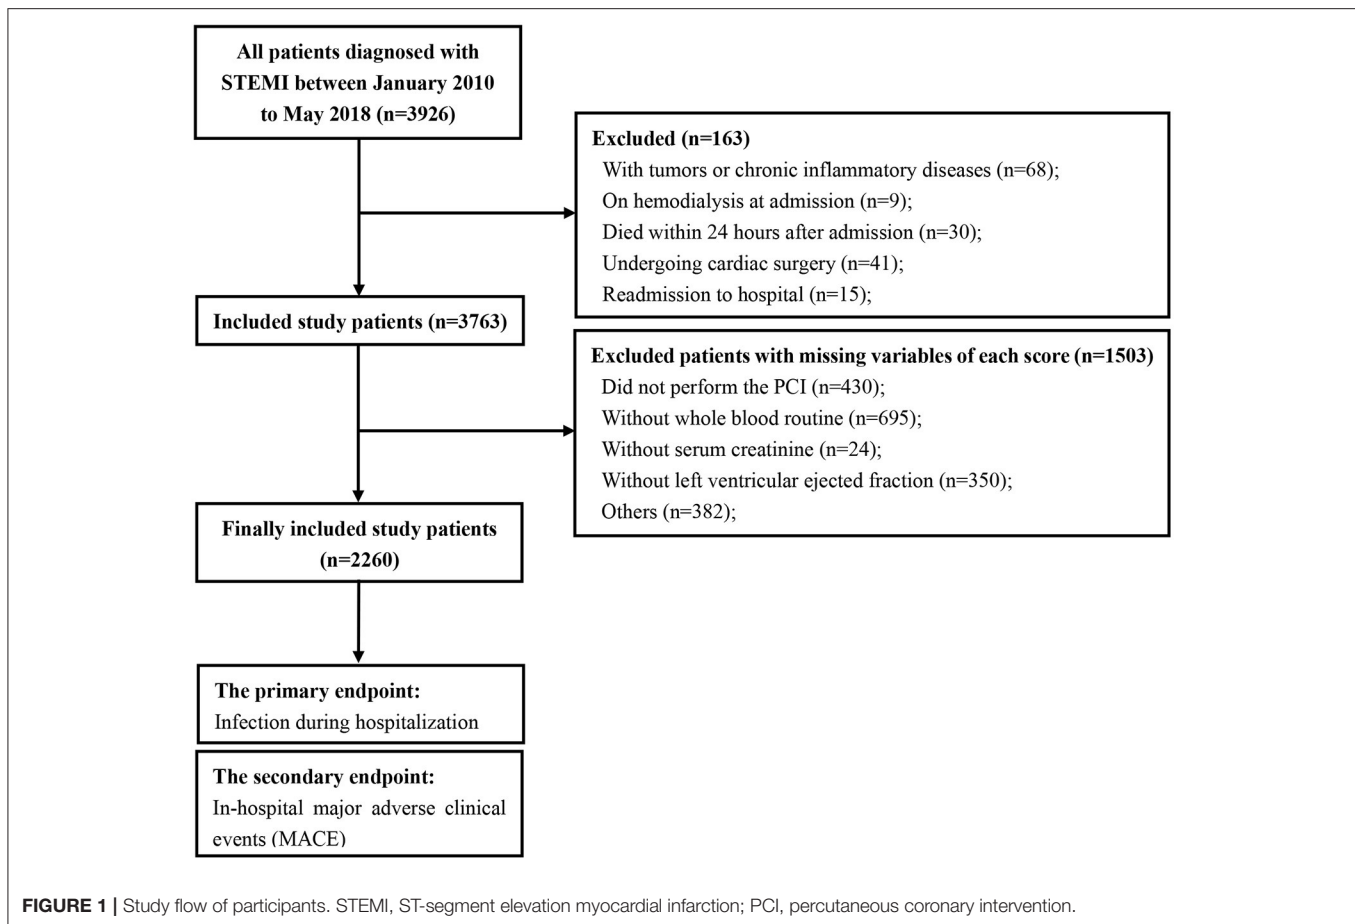 All patients diagnosed with
STEMI between January 2010
to May 2018 (n=3926)
Excluded (n=163)
With tumors or chronic inflammatory diseases (n=68);
On hemodialysis at admission (n=9);
Died within 24 hours after admission (n=30);
Undergoing cardiac surgery (n=41);
Readmission to hospital (n=15);
Included study patients (n=3763)
Excluded patients with missing variables of each score (n=1503)
Did not perform the PCI (n=430);
Without whole blood routine (n=695);
Without serum creatinine (n=24);
Without left ventricular ejected fraction (n=350);
Others (n=382);
Finally included study patients
(n=2260)
The primary endpoint:
Infection during hospitalization
The secondary endpoint:
In-hospital major adverse clinical
events (MACE)
FIGURE 1 | Study flow of participants. STEMI, ST-segment elevation myocardial infarction; PCI, percutaneous coronary intervention.